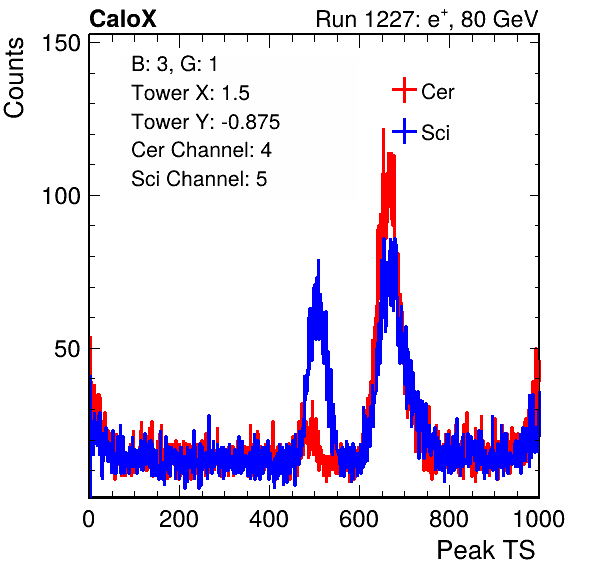 CaloX Run 1227: e⁺, 80 GeV
Counts
150
100
50
B: 3, G: 1
Tower X: 1.5
Tower Y: -0.875
Cer Channel: 4
Sci Channel: 5
Cer
Sci
0 200 400 600 800 1000
Peak TS